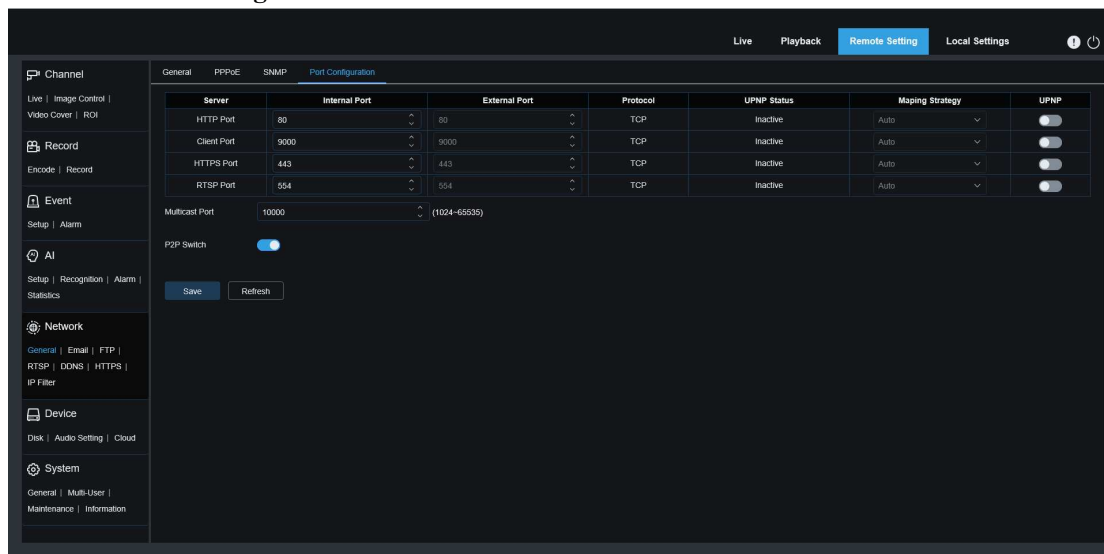 Live Playback Remote Setting Local Settings
Channel
Live | Image Control |
Video Cover | ROI
Record
Encode | Record
Event
Setup | Alarm
AI
Setup | Recognition | Alarm |
Statistics
Network
General | Email | FTP |
RTSP | DDNS | HTTPS |
IP Filter
Device
Disk | Audio Setting | Cloud
System
General | Multi-User |
Maintenance | Information
General PPPoE SNMP Port Configuration
Server Internal Port External Port Protocol UPNP Status Maping Strategy UPNP
HTTP Port 80 80 TCP Inactive Auto
Client Port 9000 9000 TCP Inactive Auto
HTTPS Port 443 443 TCP Inactive Auto
RTSP Port 554 554 TCP Inactive Auto
Multicast Port 10000 (1024~65535)
P2P Switch
Save Refresh